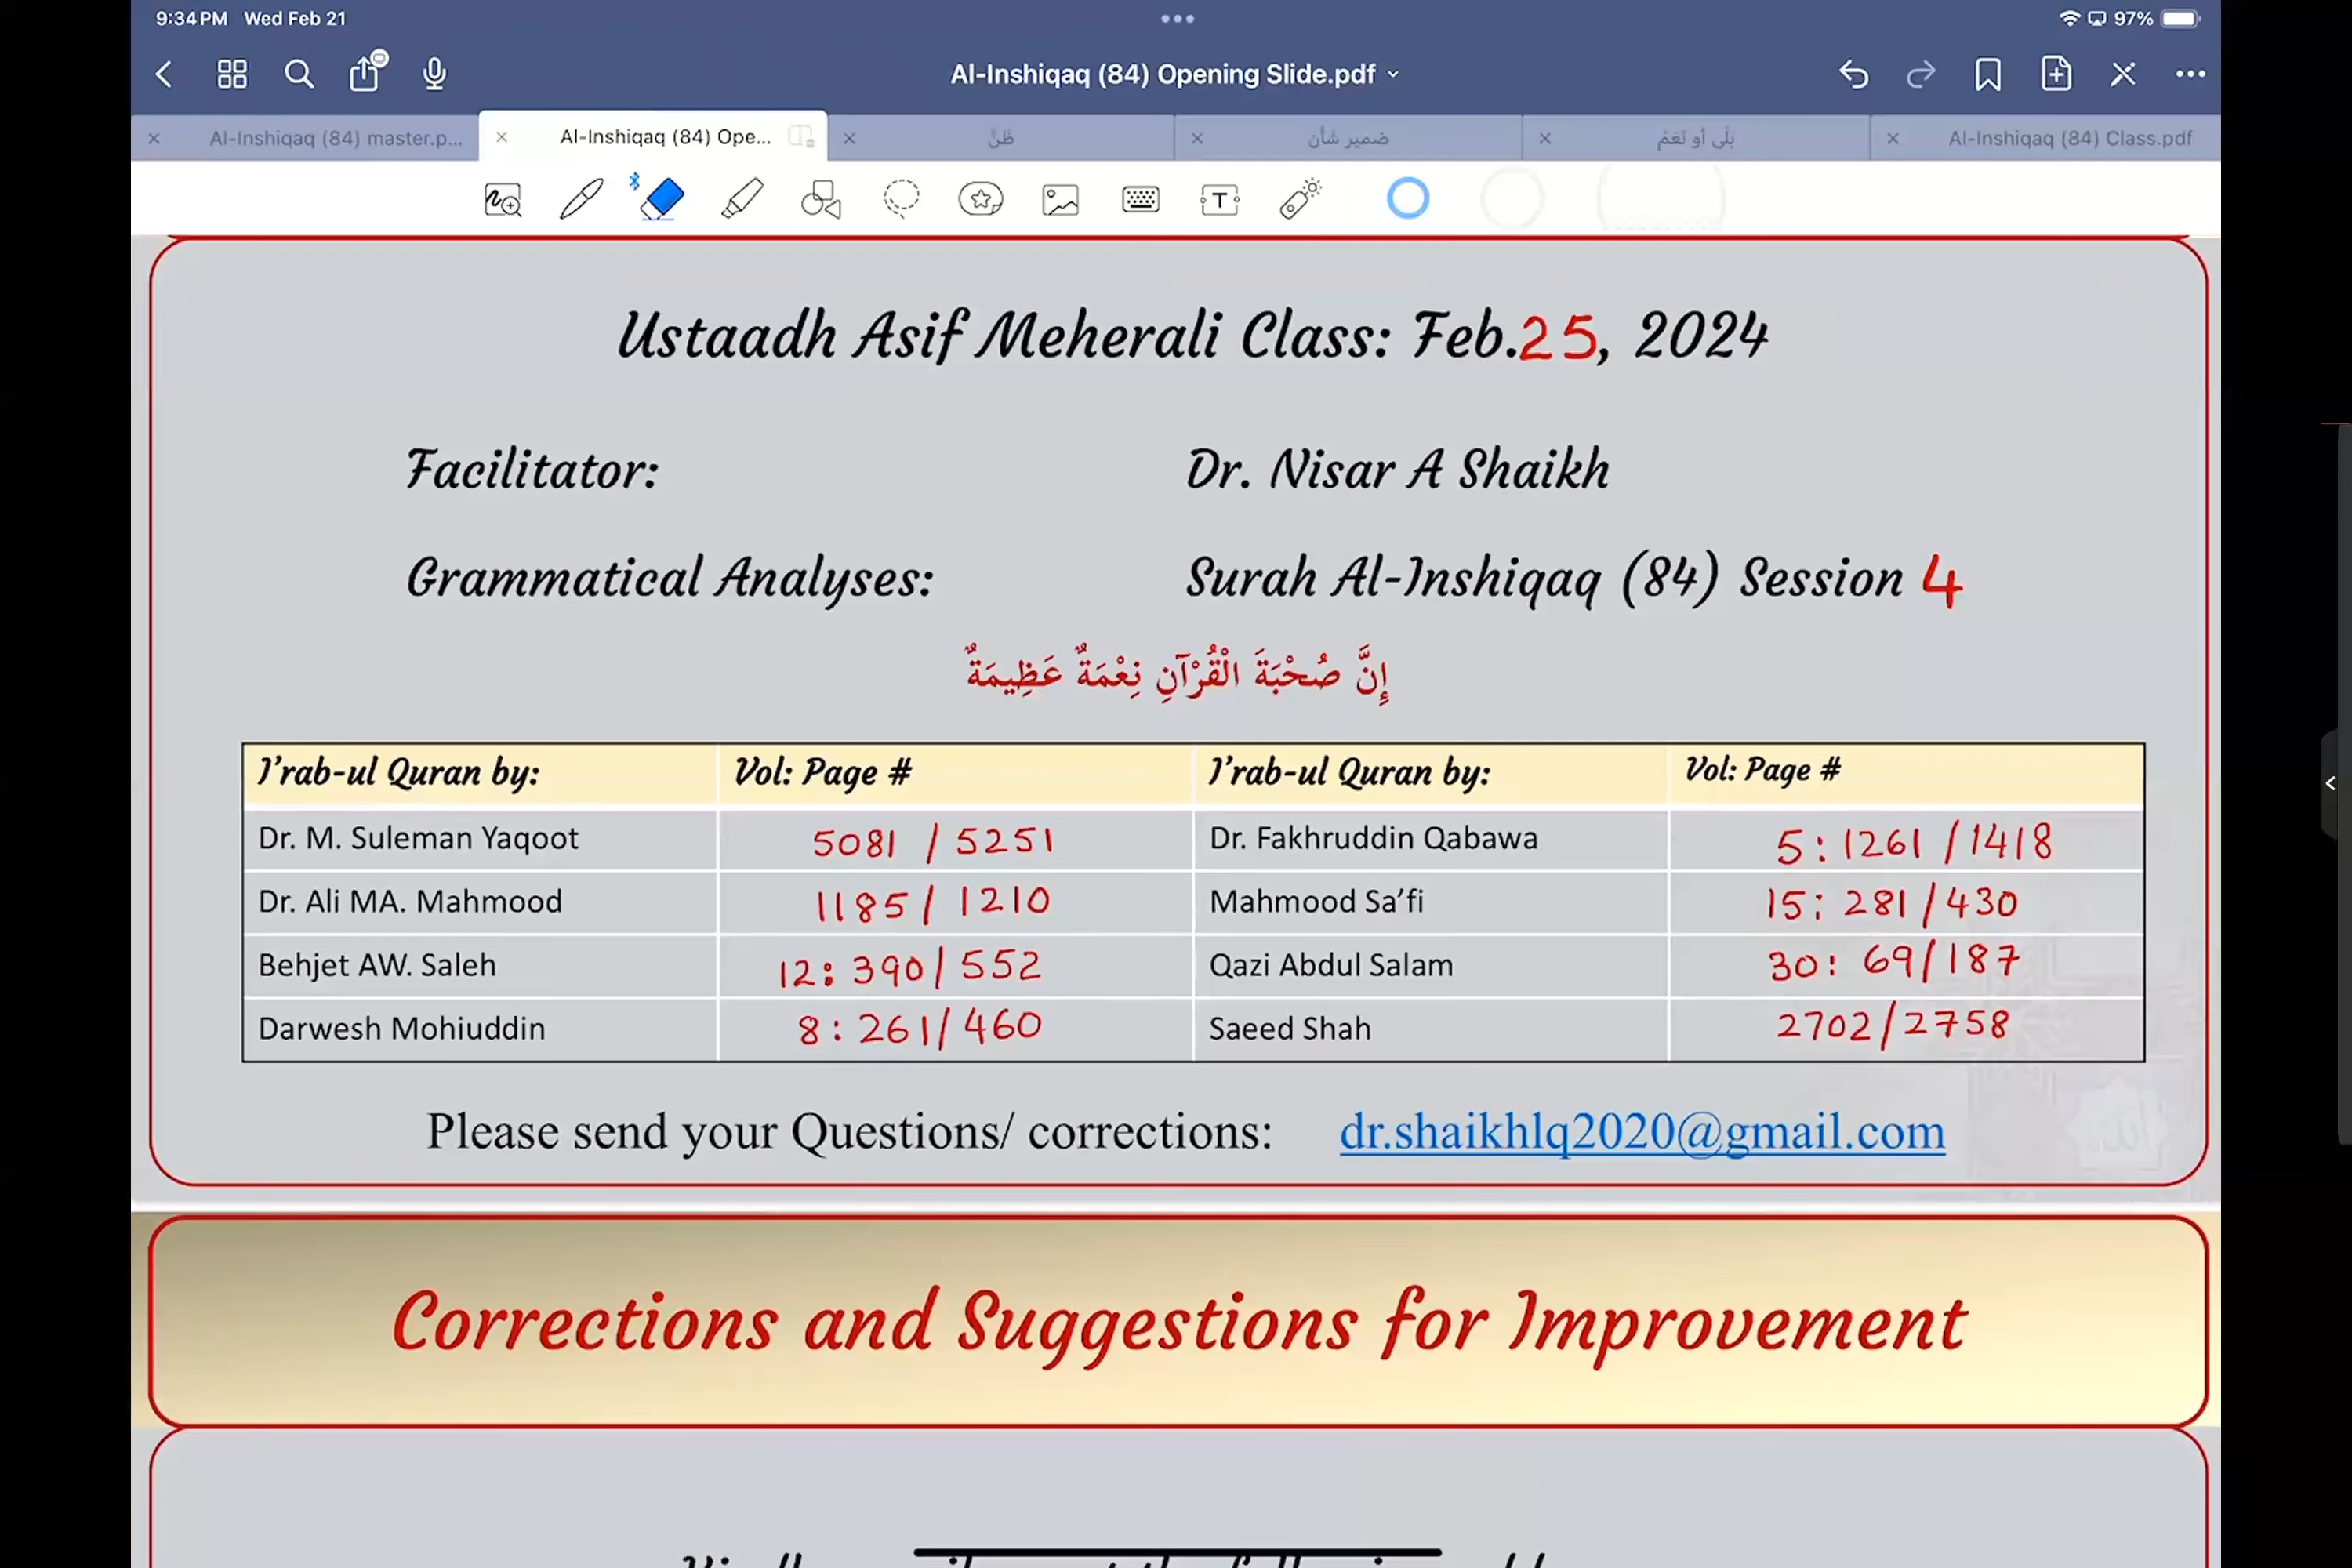 9:34 PM Wed Feb 21
97%
Al-Inshiqaq (84) Opening Slide.pdf
Al-Inshiqaq (84) master.p...
Al-Inshiqaq (84) Ope...
ظَنَّ
ضمير شأن
بَلَى أو نَعَمْ
Al-Inshiqaq (84) Class.pdf
Ustaadh Asif Meherali Class: Feb.25, 2024
Facilitator: Dr. Nisar A Shaikh
Grammatical Analyses: Surah Al-Inshiqaq (84) Session 4
إِنَّ صُحْبَةَ الْقُرْآنِ نِعْمَةٌ عَظِيمَةٌ
I'rab-ul Quran by: Vol: Page # I'rab-ul Quran by: Vol: Page #
Dr. M. Suleman Yaqoot 5081 / 5251 Dr. Fakhruddin Qabawa 5 : 1261 / 1418
Dr. Ali MA. Mahmood 1185 / 1210 Mahmood Sa’fi 15 : 281 / 430
Behjet AW. Saleh 12 : 390 / 552 Qazi Abdul Salam 30 : 69 / 187
Darwesh Mohiuddin 8 : 261 / 460 Saeed Shah 2702 / 2758
Please send your Questions/ corrections: dr.shaikhlq2020@gmail.com
Corrections and Suggestions for Improvement